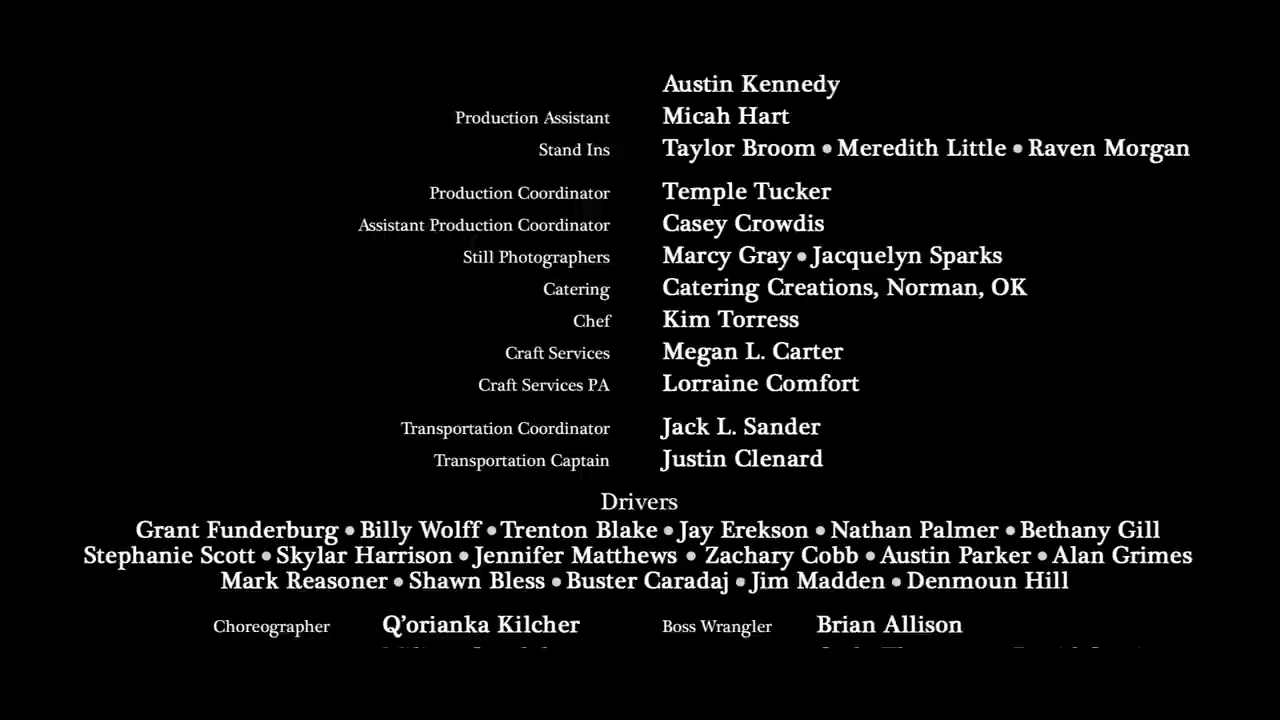 Austin Kennedy
Production Assistant Micah Hart
Stand Ins Taylor Broom • Meredith Little • Raven Morgan
Production Coordinator Temple Tucker
Assistant Production Coordinator Casey Crowdis
Still Photographers Marcy Gray • Jacquelyn Sparks
Catering Catering Creations, Norman, OK
Chef Kim Torress
Craft Services Megan L. Carter
Craft Services PA Lorraine Comfort
Transportation Coordinator Jack L. Sander
Transportation Captain Justin Clenard
Drivers
Grant Funderburg • Billy Wolff • Trenton Blake • Jay Erekson • Nathan Palmer • Bethany Gill
Stephanie Scott • Skylar Harrison • Jennifer Matthews • Zachary Cobb • Austin Parker • Alan Grimes
Mark Reasoner • Shawn Bless • Buster Caradaj • Jim Madden • Denmoun Hill
Choreographer Q’orianka Kilcher Boss Wrangler Brian Allison